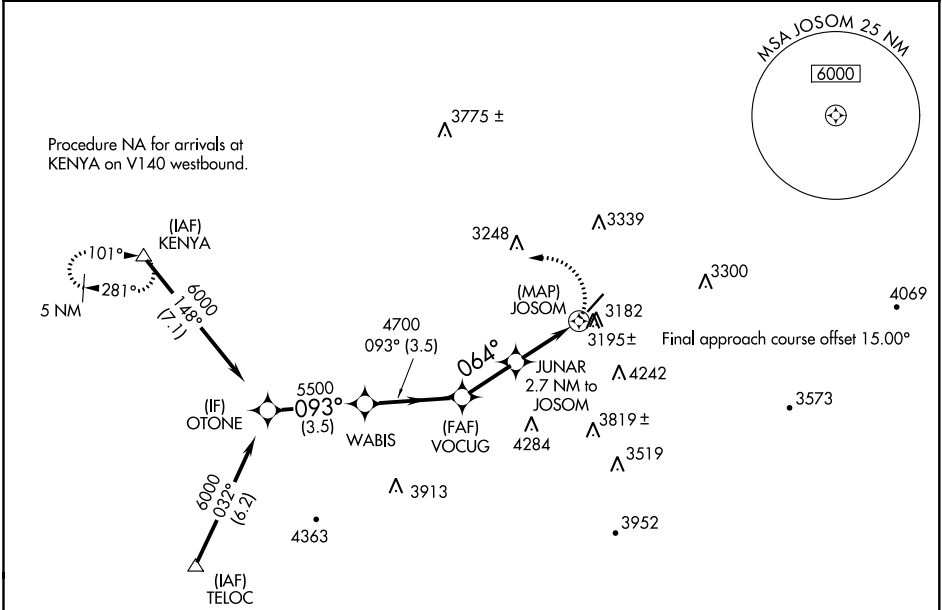 MSA JOSOM 25 NM
6000
3775 ±
Procedure NA for arrivals at
KENYA on V140 westbound.
(IAF)
KENYA
101°
281°
5 NM
6000
148°
(7.1)
3248
3339
3300
4069
(MAP)
JOSOM
3182
3195±
Final approach course offset 15.00°
4700
093° (3.5)
064°
JUNAR
2.7 NM to
JOSOM
4242
3573
(IF)
OTONE
5500
093°
(3.5)
WABIS
(FAF)
VOCUG
4284
3819 ±
3519
3913
3952
4363
6000
032°
(6.2)
(IAF)
TELOC